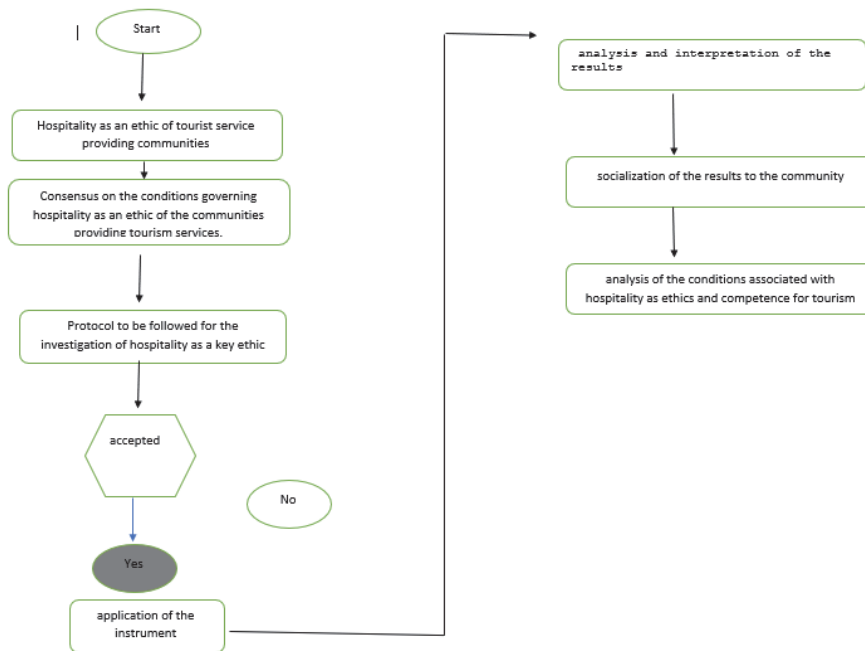 Start
Hospitality as an ethic of tourist service
providing communities
Consensus on the conditions governing
hospitality as an ethic of the communities
providing tourism services.
Protocol to be followed for the
investigation of hospitality as a key ethic
accepted
No
Yes
application of the
instrument
analysis and interpretation of the
results
socialization of the results to the community
analysis of the conditions associated with
hospitality as ethics and competence for tourism